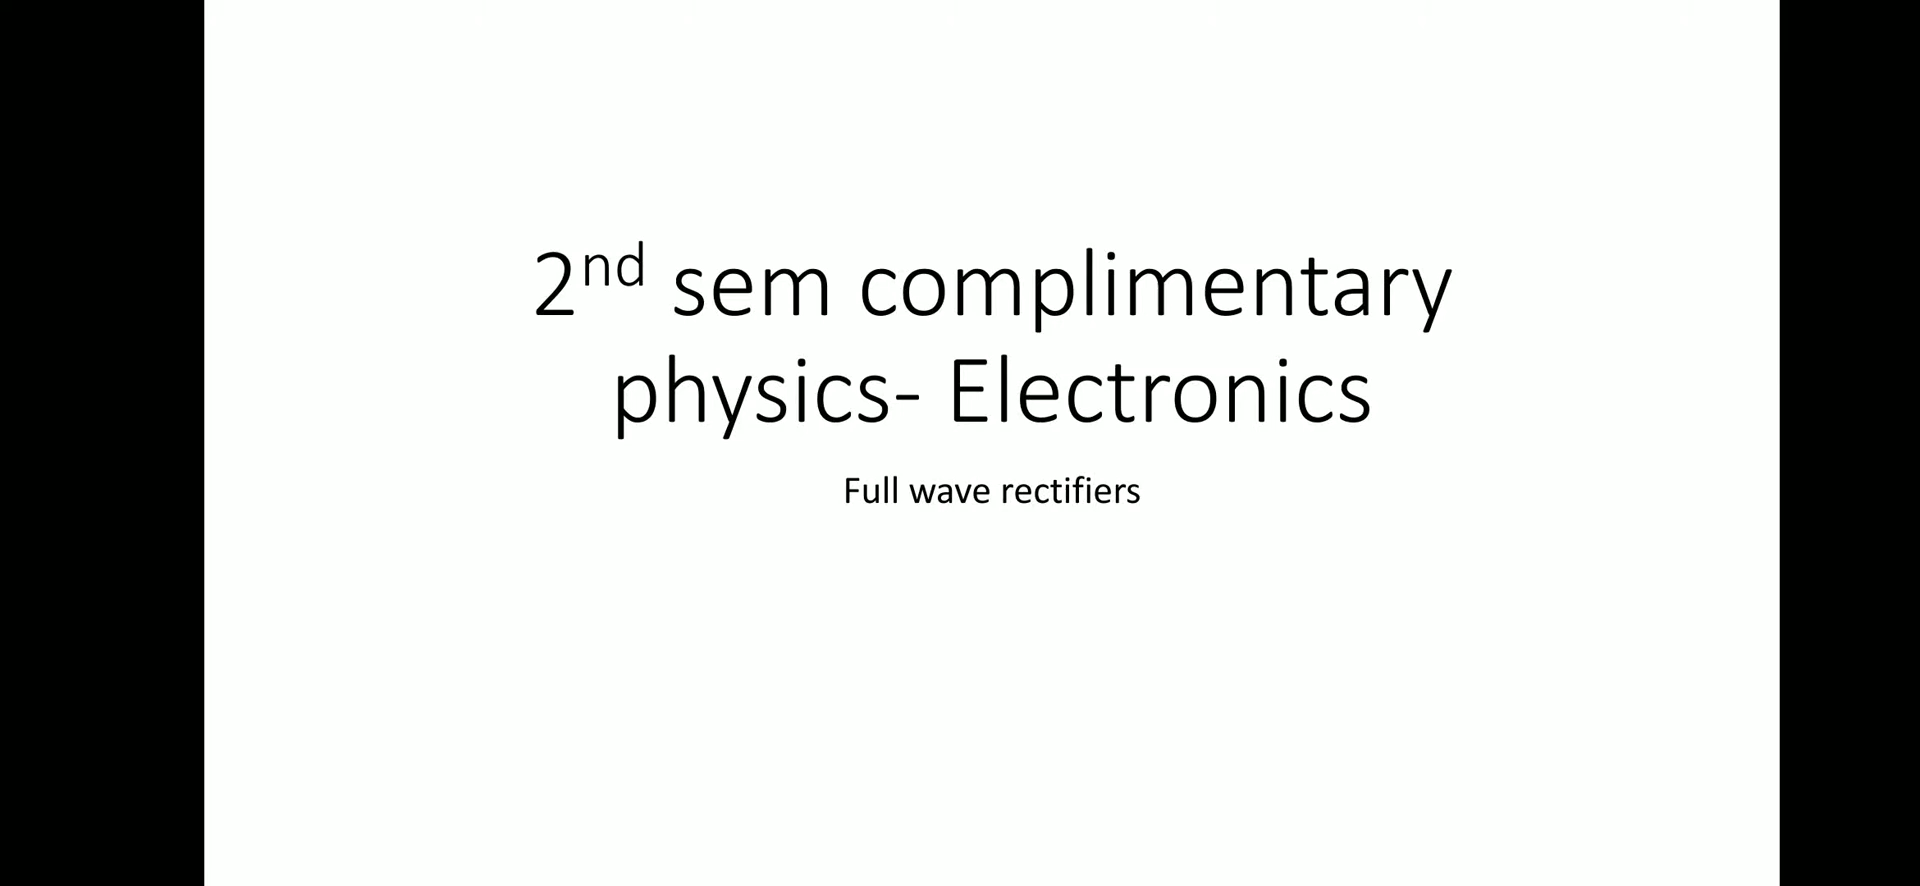 2nd sem complimentary
physics- Electronics
Full wave rectifiers